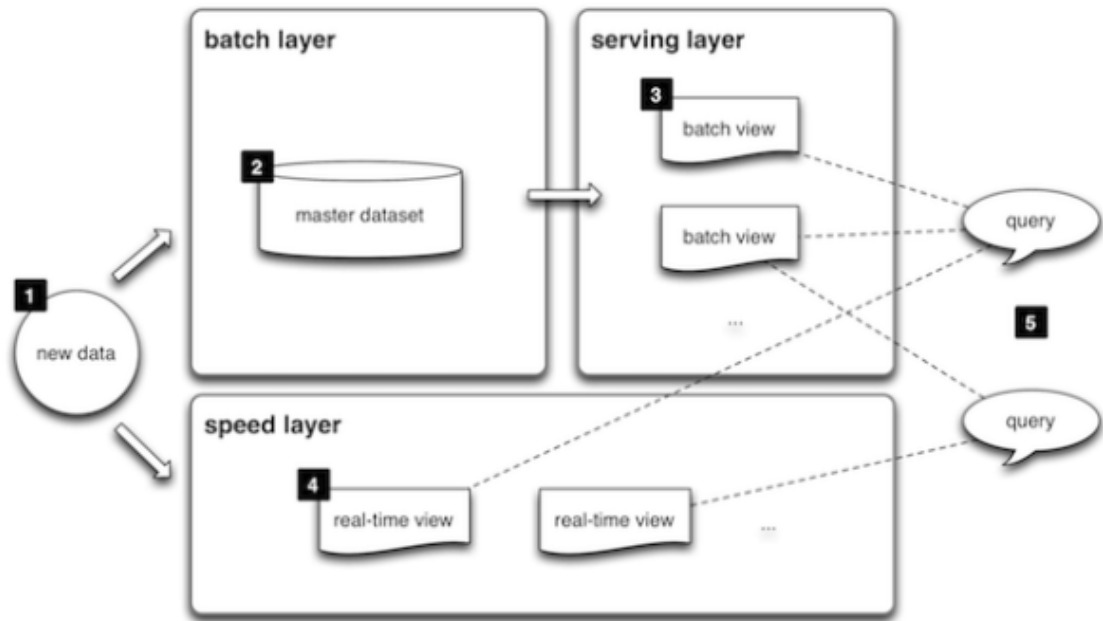 batch layer
serving layer
3
batch view
2
master dataset
batch view
query
1
new data
...
5
speed layer
query
4
real-time view
real-time view
...